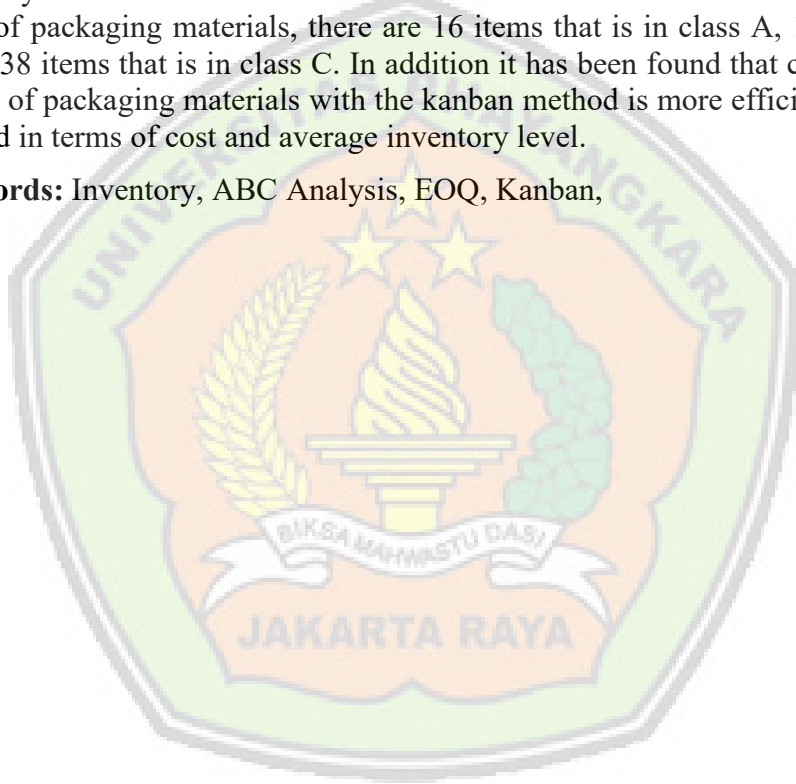 of packaging materials, there are 16 items that is in class A,
38 items that is in class C. In addition it has been found that
of packaging materials with the kanban method is more
in terms of cost and average inventory level.
Inventory, ABC Analysis, EOQ, Kanban,
UNIVERSITAS BHAYANGKARA
BIKSA MAHWASTU DASI
JAKARTA RAYA